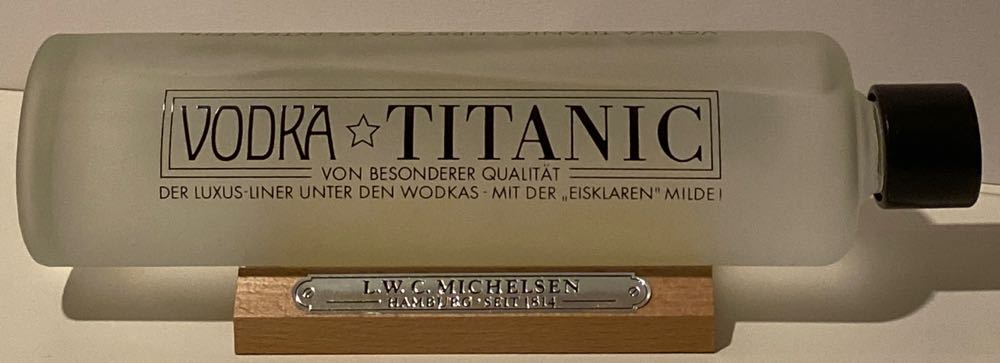 VODKA ☆ TITANIC
VON BESONDERER QUALITÄT
DER LUXUS-LINER UNTER DEN WODKAS - MIT DER „EISKLAREN" MILDE!
L.W.C. MICHELSEN
HAMBURG · SEIT 1814